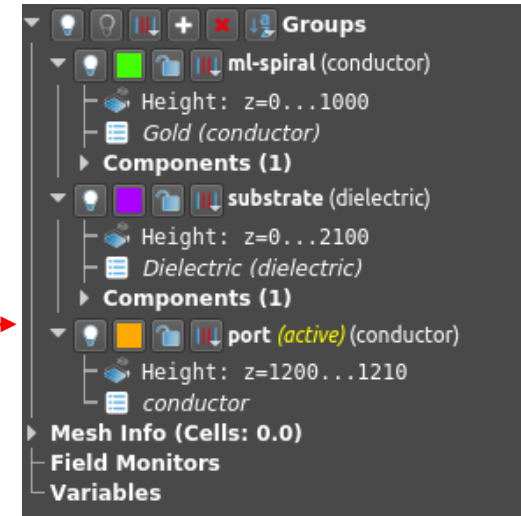 Groups
ml-spiral (conductor)
Height: z=0...1000
Gold (conductor)
Components (1)
substrate (dielectric)
Height: z=0...2100
Dielectric (dielectric)
Components (1)
port (active) (conductor)
Height: z=1200...1210
conductor
Mesh Info (Cells: 0.0)
Field Monitors
Variables